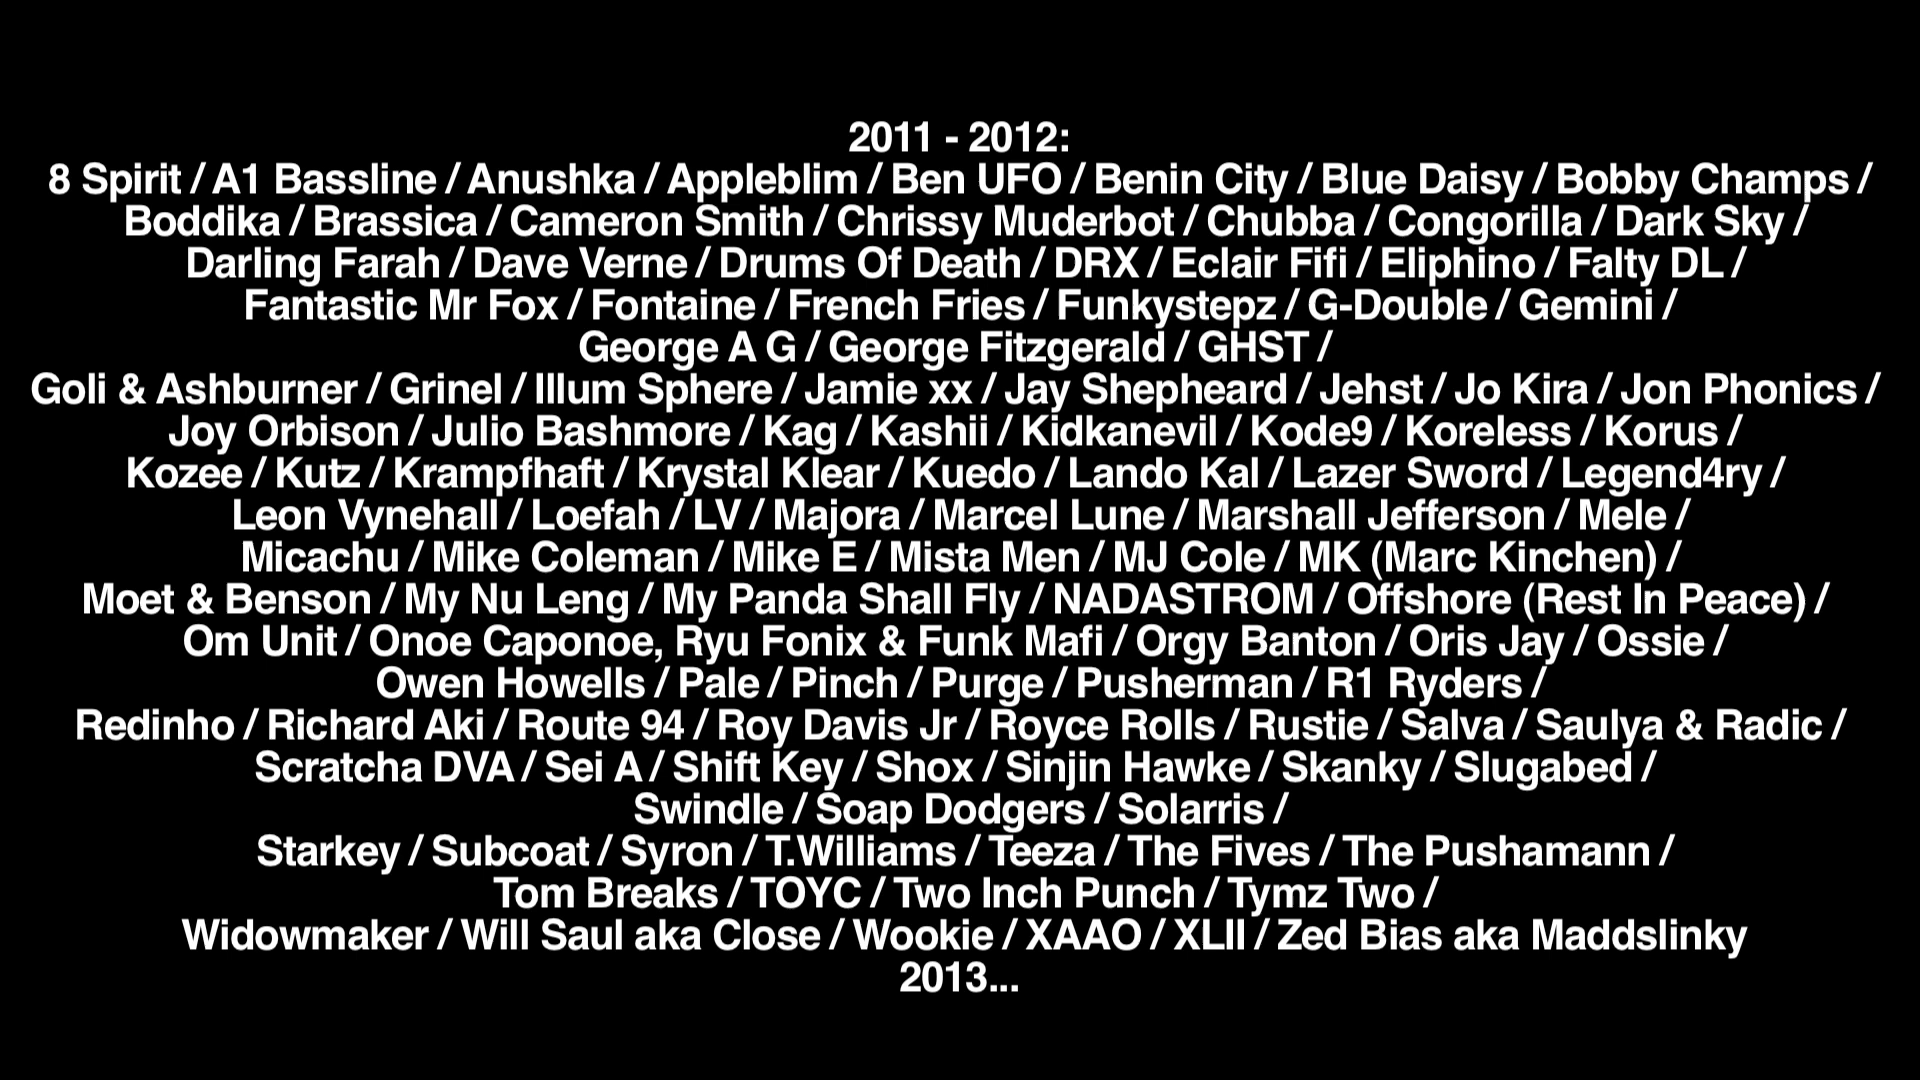 2011 - 2012:
8 Spirit / A1 Bassline / Anushka / Appleblim / Ben UFO / Benin City / Blue Daisy / Bobby Champs /
Boddika / Brassica / Cameron Smith / Chrissy Muderbot / Chubba / Congorilla / Dark Sky /
Darling Farah / Dave Verne / Drums Of Death / DRX / Eclair Fifi / Eliphino / Falty DL /
Fantastic Mr Fox / Fontaine / French Fries / Funkystepz / G-Double / Gemini /
George A G / George Fitzgerald / GHST /
Goli & Ashburner / Grinel / Illum Sphere / Jamie xx / Jay Shepheard / Jehst / Jo Kira / Jon Phonics /
Joy Orbison / Julio Bashmore / Kag / Kashii / Kidkanevil / Kode9 / Koreless / Korus /
Kozee / Kutz / Krampfhaft / Krystal Klear / Kuedo / Lando Kal / Lazer Sword / Legend4ry /
Leon Vynehall / Loefah / LV / Majora / Marcel Lune / Marshall Jefferson / Mele /
Micachu / Mike Coleman / Mike E / Mista Men / MJ Cole / MK (Marc Kinchen) /
Moet & Benson / My Nu Leng / My Panda Shall Fly / NADASTROM / Offshore (Rest In Peace) /
Om Unit / Onoe Caponoe, Ryu Fonix & Funk Mafi / Orgy Banton / Oris Jay / Ossie /
Owen Howells / Pale / Pinch / Purge / Pusherman / R1 Ryders /
Redinho / Richard Aki / Route 94 / Roy Davis Jr / Royce Rolls / Rustie / Salva / Saulya & Radic /
Scratcha DVA / Sei A / Shift Key / Shox / Sinjin Hawke / Skanky / Slugabed /
Swindle / Soap Dodgers / Solarris /
Starkey / Subcoat / Syron / T.Williams / Teeza / The Fives / The Pushamann /
Tom Breaks / TOYC / Two Inch Punch / Tymz Two /
Widowmaker / Will Saul aka Close / Wookie / XAAO / XLII / Zed Bias aka Maddslinky
2013...